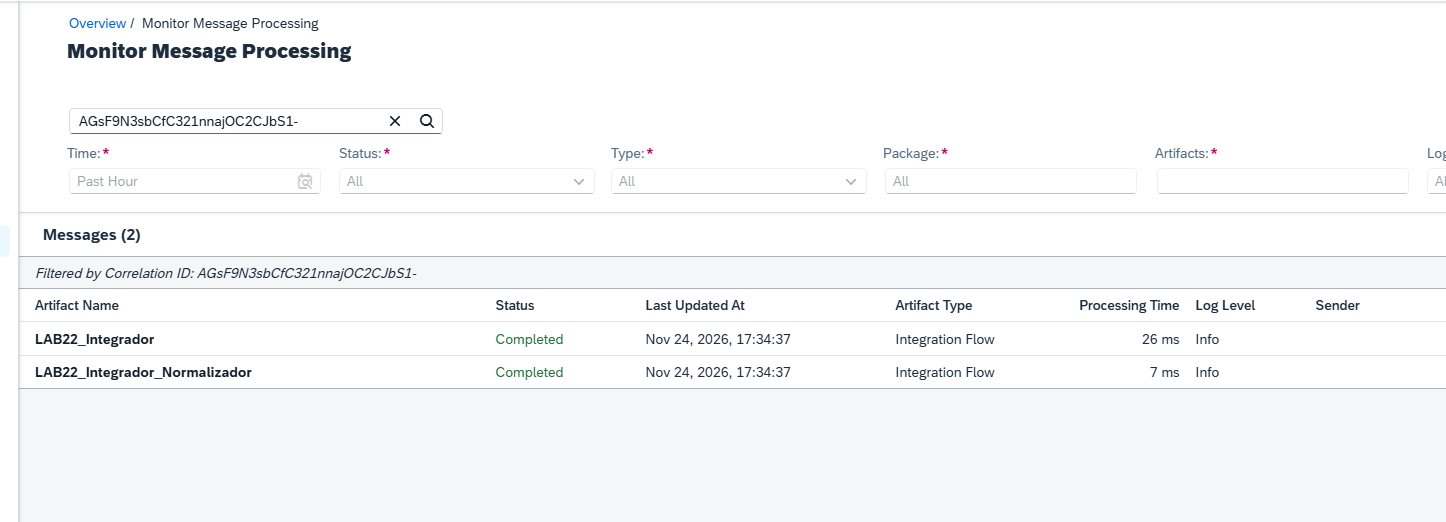 Overview / Monitor Message Processing
Monitor Message Processing
AGsF9N3sbCfC321nnajOC2CJbS1-
Time:* Status:* Type:* Package:* Artifacts:*
Past Hour All All All
Messages (2)
Filtered by Correlation ID: AGsF9N3sbCfC321nnajOC2CJbS1-
Artifact Name Status Last Updated At Artifact Type Processing Time Log Level Sender
LAB22_Integrador Completed Nov 24, 2026, 17:34:37 Integration Flow 26 ms Info
LAB22_Integrador_Normalizador Completed Nov 24, 2026, 17:34:37 Integration Flow 7 ms Info